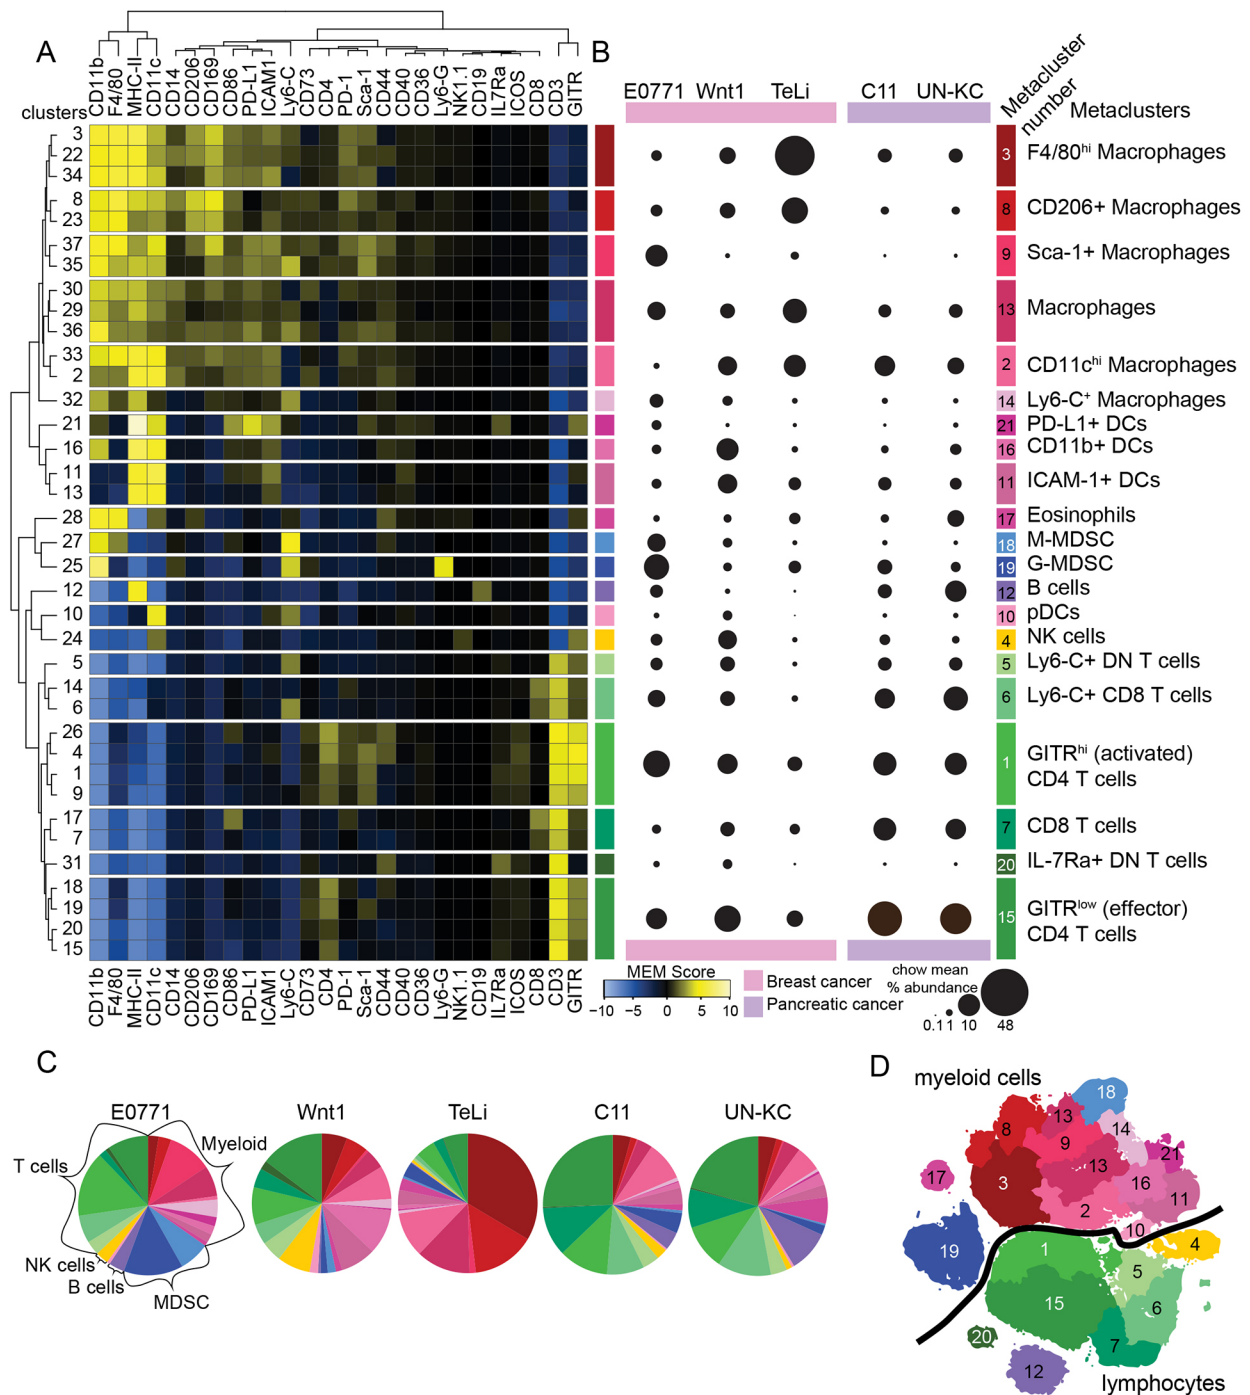 A
CD11b
F4/80
MHC-II
CD11c
CD14
CD206
CD169
CD86
PD-L1
ICAM1
Ly6-C
CD73
CD4
PD-1
Sca-1
CD44
CD40
CD36
Ly6-G
NK1.1
CD19
IL7Ra
ICOS
CD8
CD3
GITR
clusters
3
22
34
8
23
37
35
30
29
36
33
2
32
21
16
11
13
28
27
25
12
10
24
5
14
6
26
4
1
9
17
7
31
18
19
20
15
CD11b
F4/80
MHC-II
CD11c
CD14
CD206
CD169
CD86
PD-L1
ICAM1
Ly6-C
CD73
CD4
PD-1
Sca-1
CD44
CD40
CD36
Ly6-G
NK1.1
CD19
IL7Ra
ICOS
CD8
CD3
GITR
B
E0771 Wnt1 TeLi C11 UN-KC
Metacluster
number
Metaclusters
3 F4/80hi Macrophages
8 CD206+ Macrophages
9 Sca-1+ Macrophages
13 Macrophages
2 CD11chi Macrophages
14 Ly6-C+ Macrophages
21 PD-L1+ DCs
16 CD11b+ DCs
11 ICAM-1+ DCs
17 Eosinophils
18 M-MDSC
19 G-MDSC
12 B cells
10 pDCs
4 NK cells
5 Ly6-C+ DN T cells
6 Ly6-C+ CD8 T cells
1 GITRhi (activated)
CD4 T cells
7 CD8 T cells
20 IL-7Ra+ DN T cells
15 GITRlow (effector)
CD4 T cells
MEM Score
−10 −5 0 5 10
Breast cancer
Pancreatic cancer
chow mean
% abundance
0.1 1 10 48
C
E0771 Wnt1 TeLi C11 UN-KC
Myeloid
T cells
NK cells
B cells
MDSC
D
myeloid cells
18
13
8
14
9
21
13
17
3
16
11
2
10
19
1
4
5
15
6
20
7
12
lymphocytes